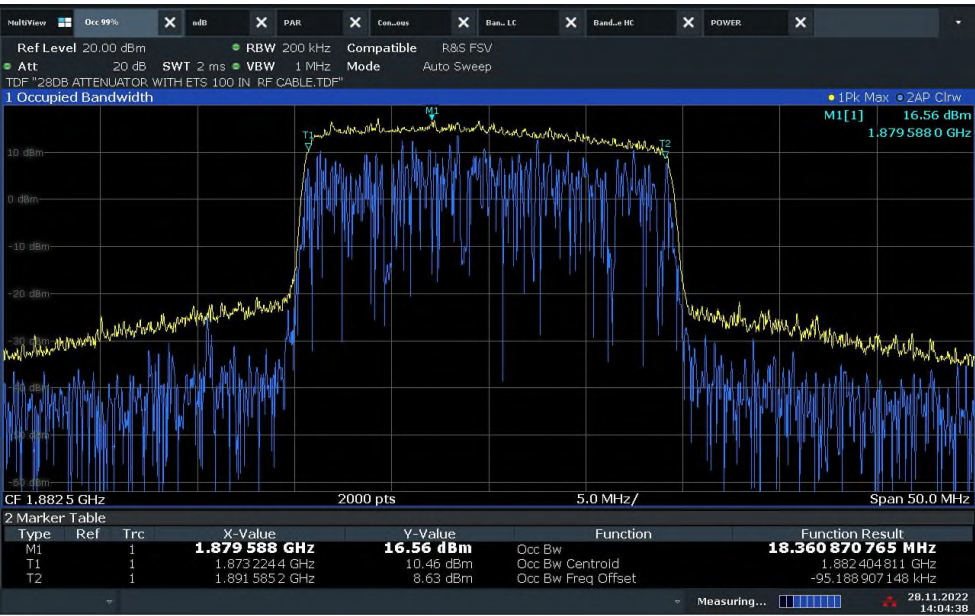 MultiView Occ 99% ndB PAR Con...ous Ban.. LC Band..e HC POWER
Ref Level 20.00 dBm RBW 200 kHz Compatible R&S FSV
Att 20 dB SWT 2 ms VBW 1 MHz Mode Auto Sweep
TDF "28DB ATTENUATOR WITH ETS 100 IN RF CABLE.TDF"
1 Occupied Bandwidth 1Pk Max 2AP Clrw
M1[1] 16.56 dBm
1.879 588 0 GHz
M1
T1
T2
10 dBm
0 dBm
-10 dBm
-20 dBm
-30 dBm
-40 dBm
-50 dBm
CF 1.882 5 GHz 2000 pts 5.0 MHz/ Span 50.0 MHz
2 Marker Table
Type Ref Trc X-Value Y-Value Function Function Result
M1 1 1.879 588 GHz 16.56 dBm Occ Bw 18.360 870 765 MHz
T1 1 1.873 224 4 GHz 10.46 dBm Occ Bw Centroid 1.882 404 811 GHz
T2 1 1.891 585 2 GHz 8.63 dBm Occ Bw Freq Offset -95.188 907 148 kHz
Measuring... 28.11.2022
14:04:38